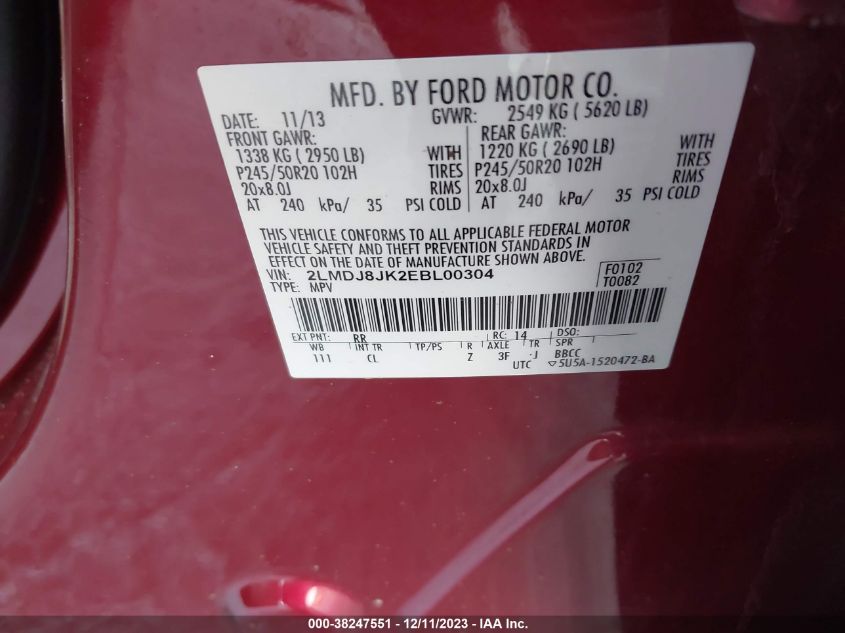 MFD. BY FORD MOTOR CO.
DATE: 11/13 GVWR: 2549 KG ( 5620 LB)
FRONT GAWR: REAR GAWR:
1338 KG ( 2950 LB) WITH 1220 KG ( 2690 LB) WITH
P245/50R20 102H TIRES P245/50R20 102H TIRES
20x8.0J RIMS 20x8.0J RIMS
AT 240 kPa/ 35 PSI COLD AT 240 kPa/ 35 PSI COLD
THIS VEHICLE CONFORMS TO ALL APPLICABLE FEDERAL MOTOR
VEHICLE SAFETY AND THEFT PREVENTION STANDARDS IN
EFFECT ON THE DATE OF MANUFACTURE SHOWN ABOVE.
VIN: 2LMDJ8JK2EBL00304 F0102
TYPE: MPV T0082
EXT PNT: RR RC: 14 DSO:
WB INT TR TP/PS R AXLE TR SPR
111 CL Z 3F J BBCC
UTC ▽5U5A-1520472-BA
000-38247551 - 12/11/2023 - IAA Inc.